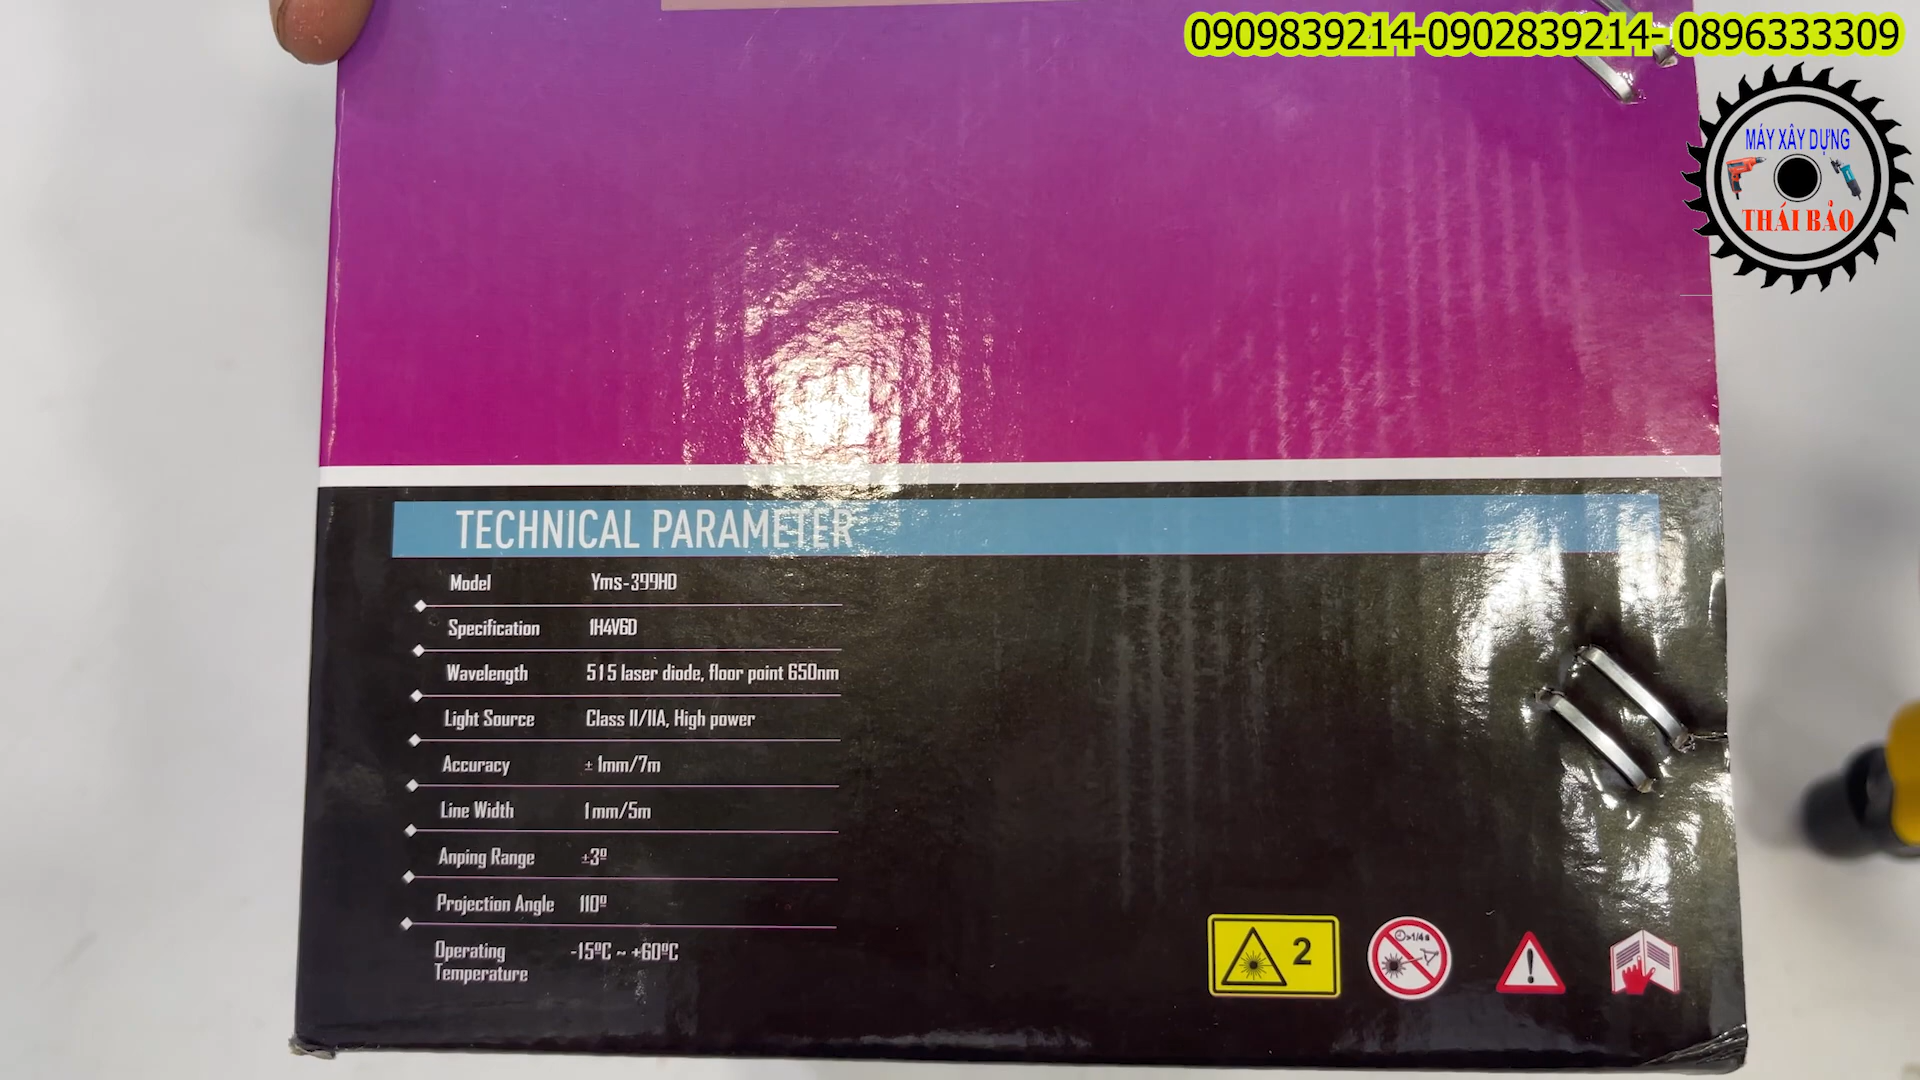 0909839214-0902839214- 0896333309
MÁY XÂY DỰNG
THÁI BẢO
TECHNICAL PARAMETER
Model Yms-399HD
Specification 1H4V6D
Wavelength 515 laser diode, floor point 650nm
Light Source Class II/IIA, High power
Accuracy ± 1mm/7m
Line Width 1mm/5m
Anping Range ±3º
Projection Angle 110º
Operating Temperature -15ºC ~ +60ºC
2
>1/4s